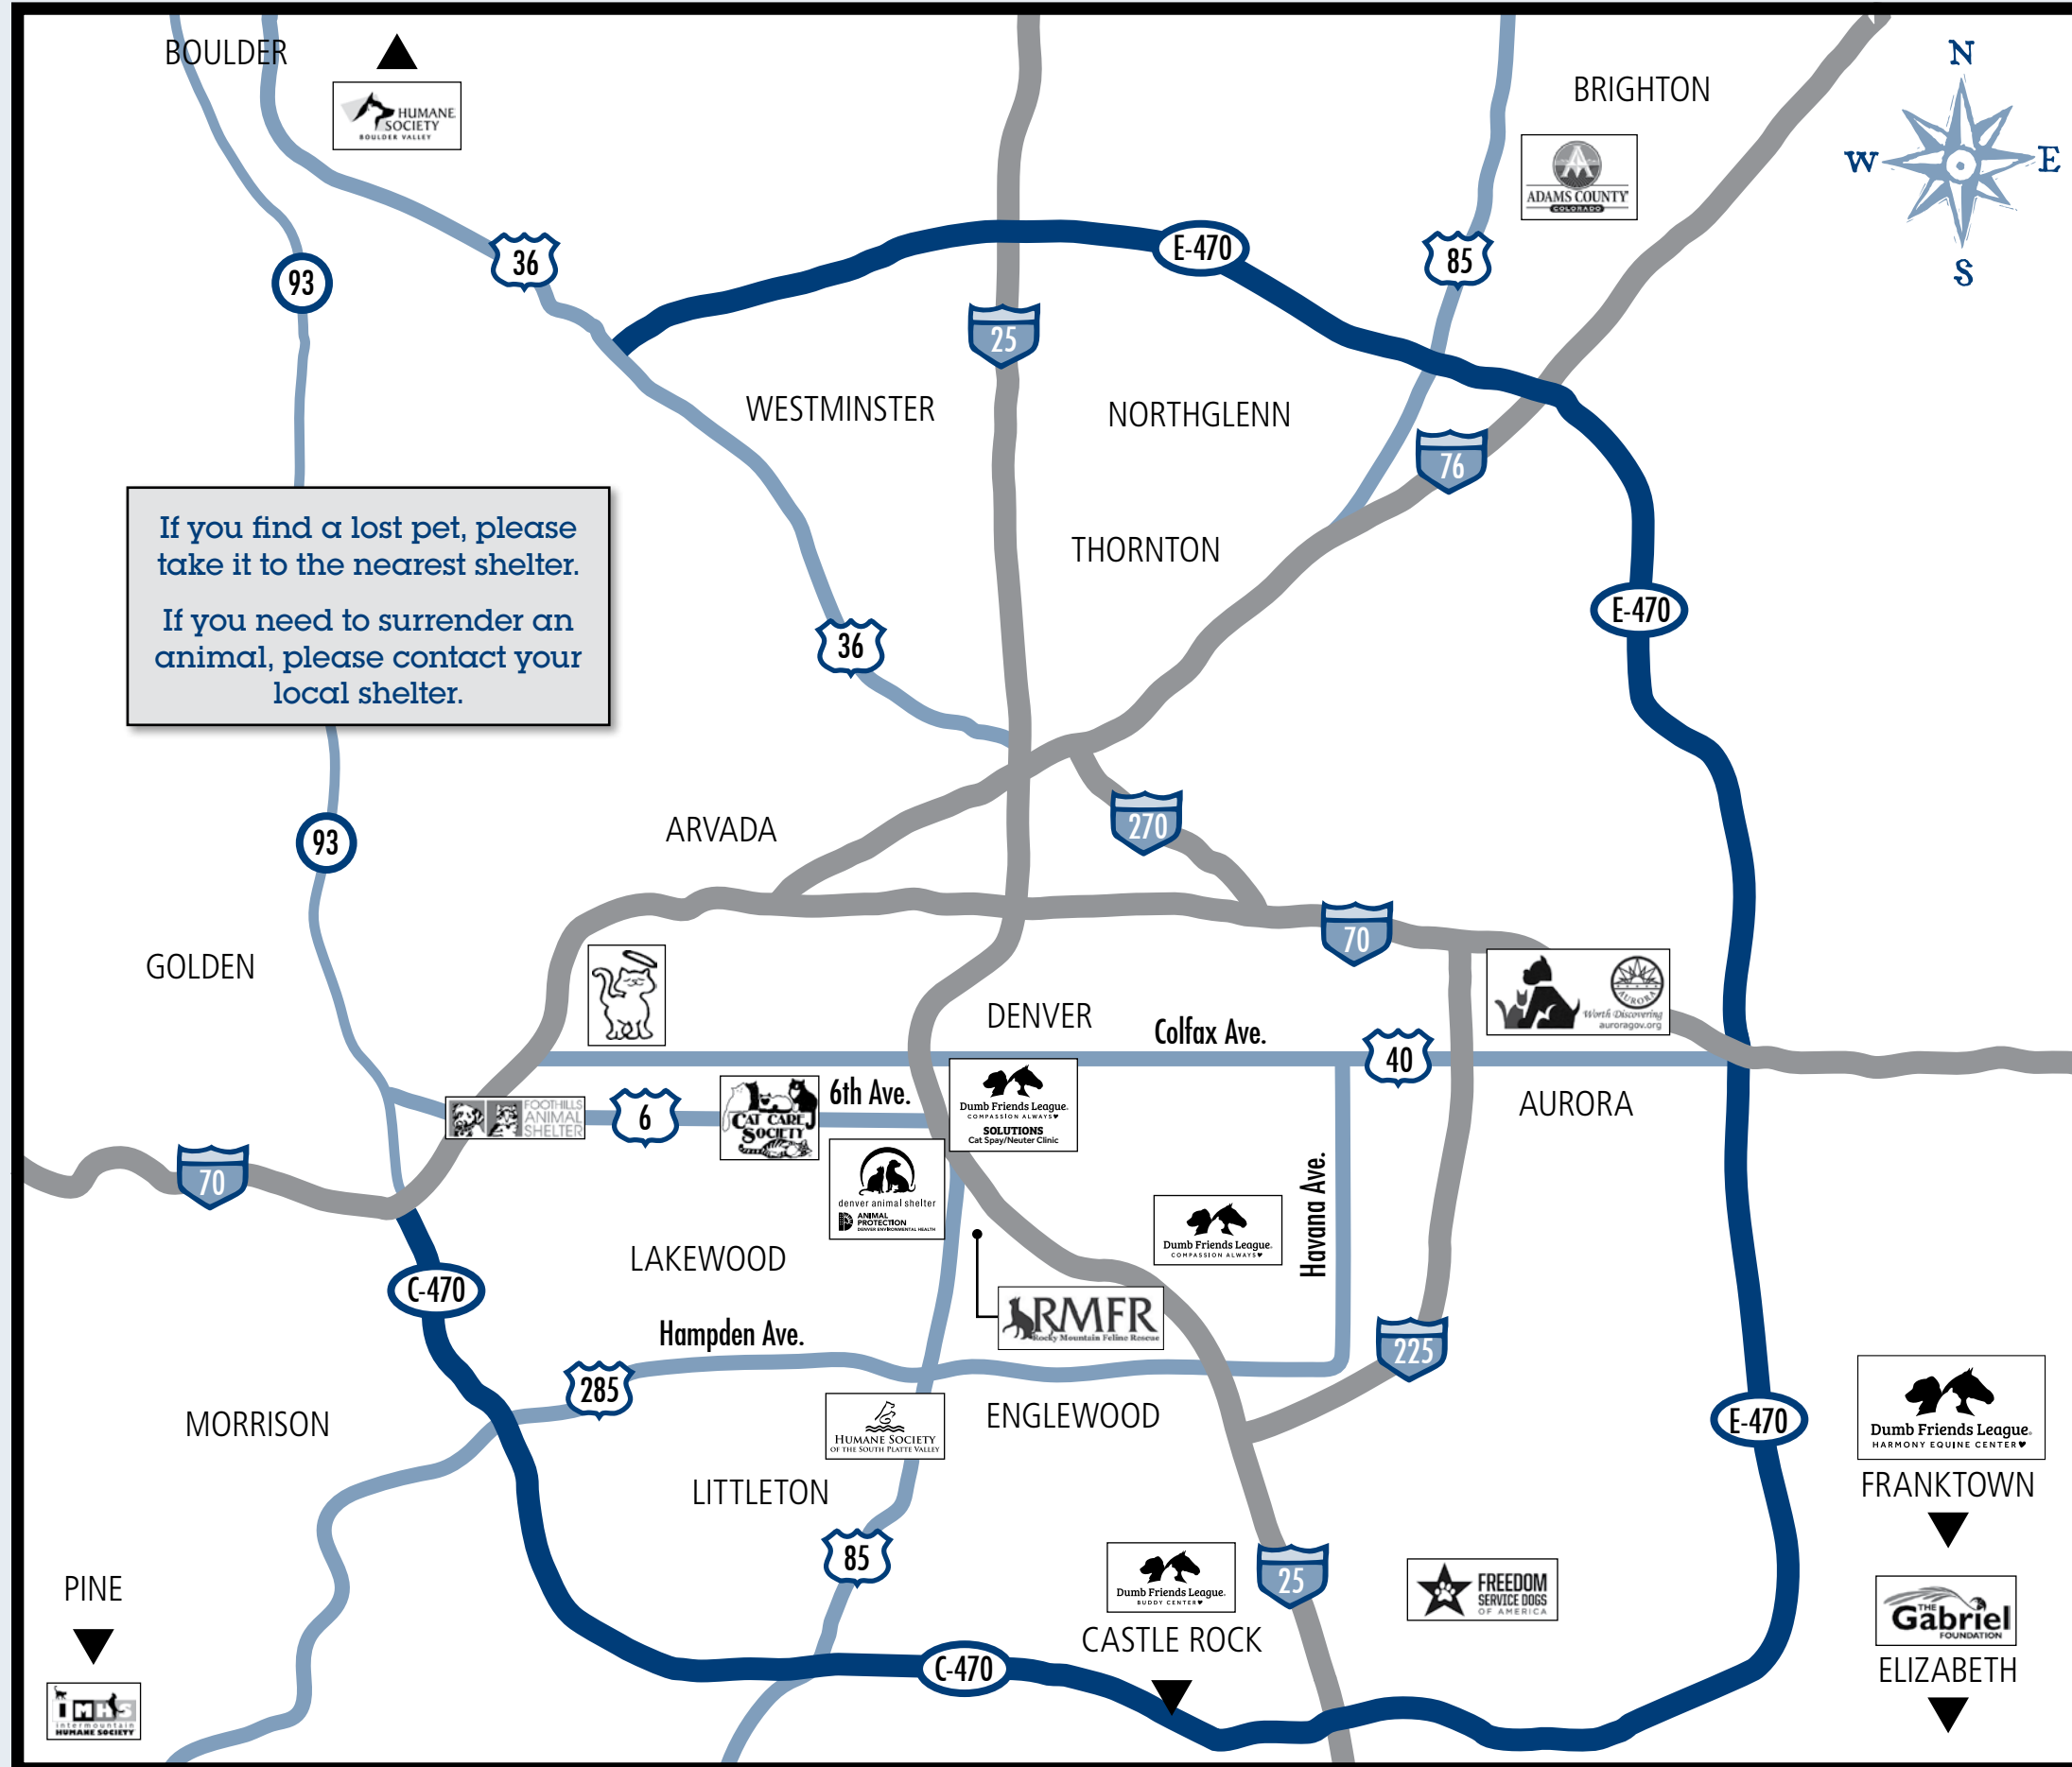 BOULDER
HUMANE
SOCIETY
BOULDER VALLEY
BRIGHTON
ADAMS COUNTY
COLORADO
N
W
E
S
93
36
E-470
85
25
WESTMINSTER
NORTHGLENN
76
If you find a lost pet, please
take it to the nearest shelter.
If you need to surrender an
animal, please contact your
local shelter.
THORNTON
E-470
36
93
ARVADA
270
70
GOLDEN
DENVER
Colfax Ave.
40
AURORA
Worth Discovering
auroragov.org
AURORA
FOOTHILLS
ANIMAL
SHELTER
6
CAT CARE
SOCIETY
6th Ave.
Dumb Friends League.
COMPASSION ALWAYS
SOLUTIONS
Cat Spay/Neuter Clinic
70
denver animal shelter
ANIMAL
PROTECTION
DENVER ENVIRONMENTAL HEALTH
Dumb Friends League.
COMPASSION ALWAYS
Havana Ave.
LAKEWOOD
C-470
RMFR
Rocky Mountain Feline Rescue
Hampden Ave.
285
225
MORRISON
HUMANE SOCIETY
OF THE SOUTH PLATTE VALLEY
ENGLEWOOD
E-470
Dumb Friends League.
HARMONY EQUINE CENTER
FRANKTOWN
LITTLETON
85
Dumb Friends League.
BUDDY CENTER
25
FREEDOM
SERVICE DOGS
OF AMERICA
PINE
CASTLE ROCK
THE
Gabriel
FOUNDATION
ELIZABETH
C-470
IMHS
intermountain
HUMANE SOCIETY